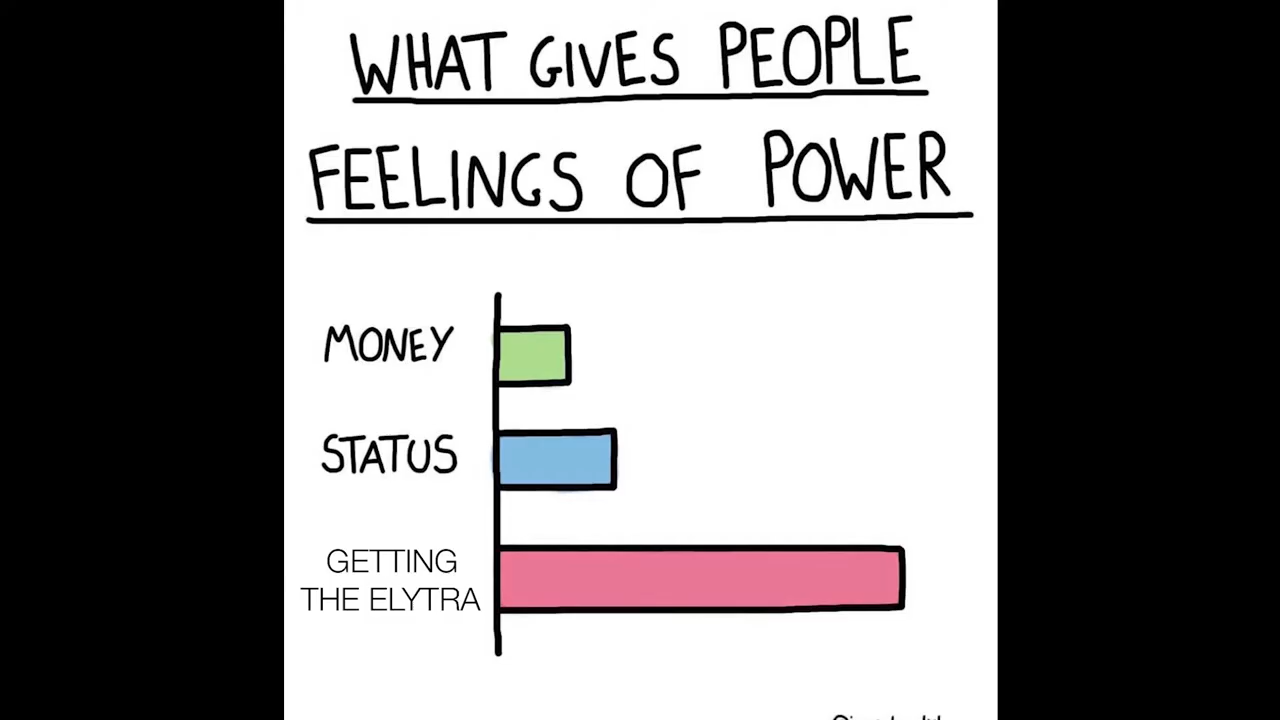 WHAT GIVES PEOPLE
FEELINGS OF POWER
MONEY
STATUS
GETTING
THE ELYTRA